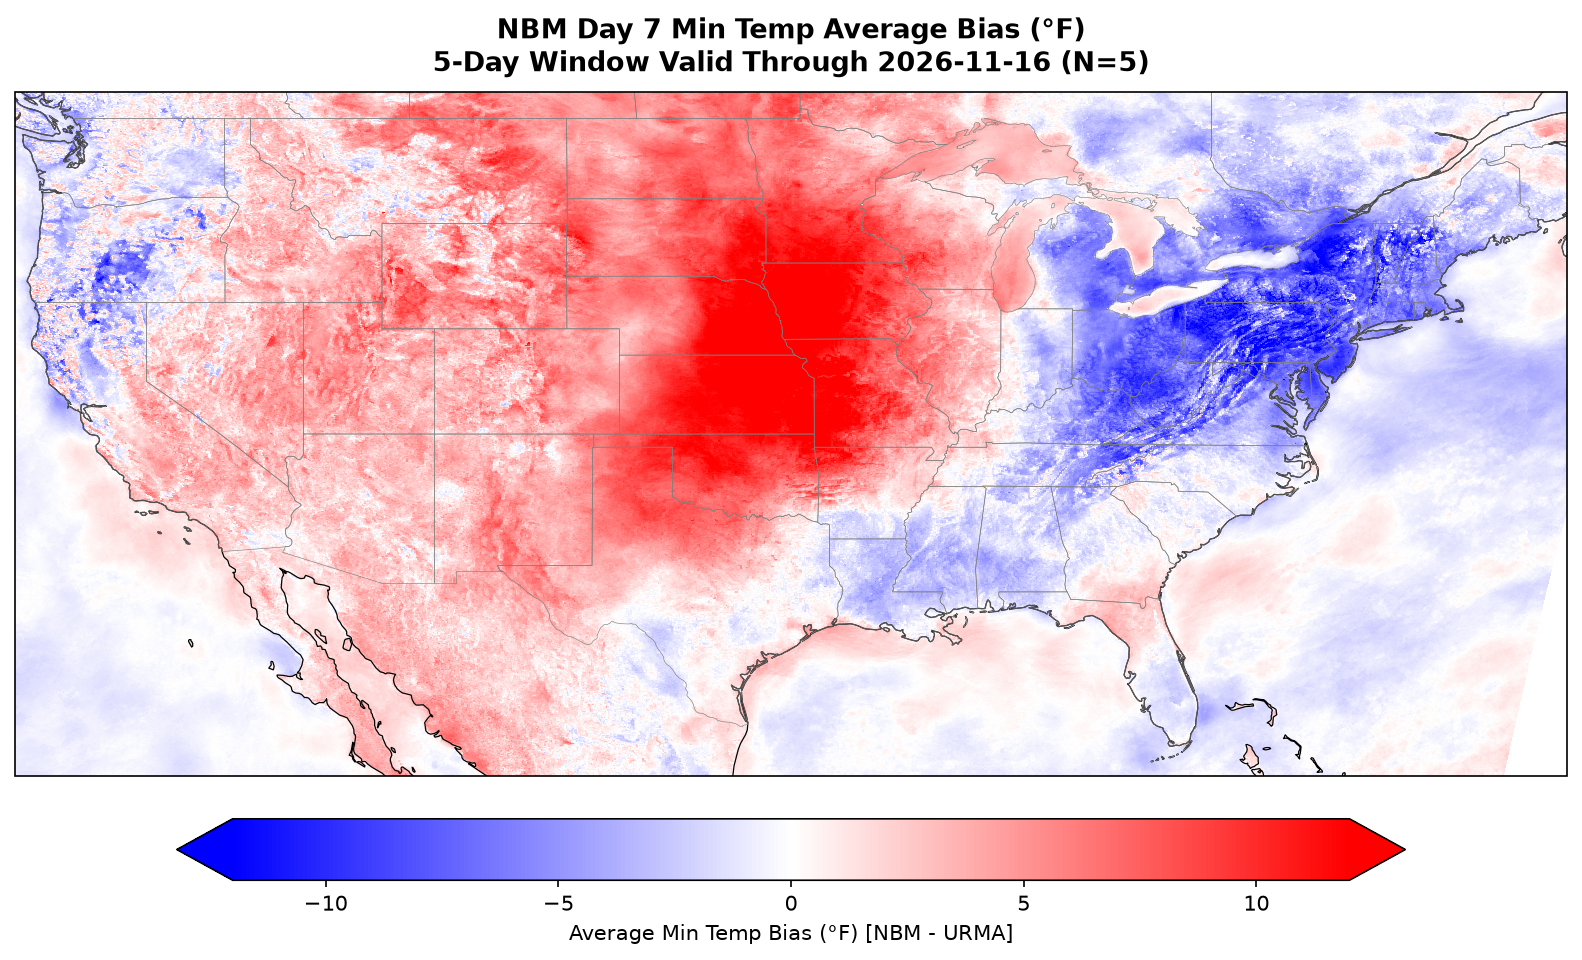 NBM Day 7 Min Temp Average Bias (°F)
5-Day Window Valid Through 2026-11-16 (N=5)
−10
−5
0
5
10
Average Min Temp Bias (°F) [NBM - URMA]